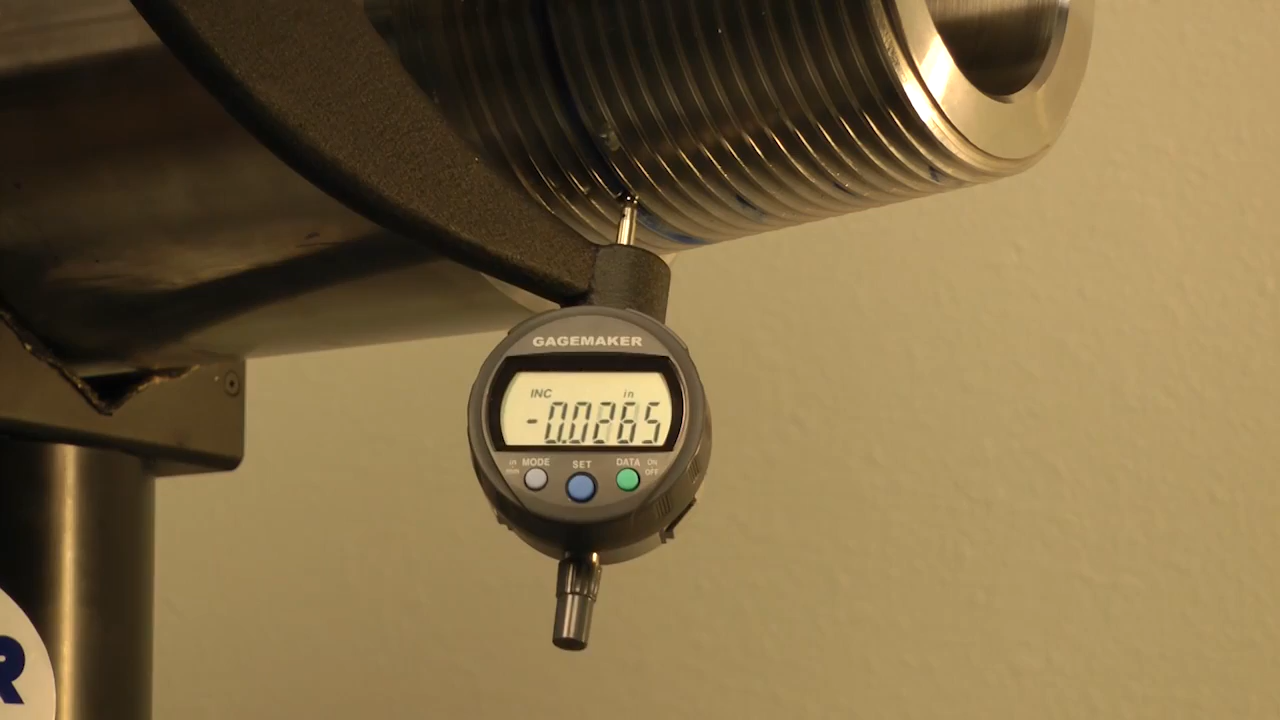 GAGEMAKER
INC in
-0.0265
in mm MODE SET DATA ON OFF
R